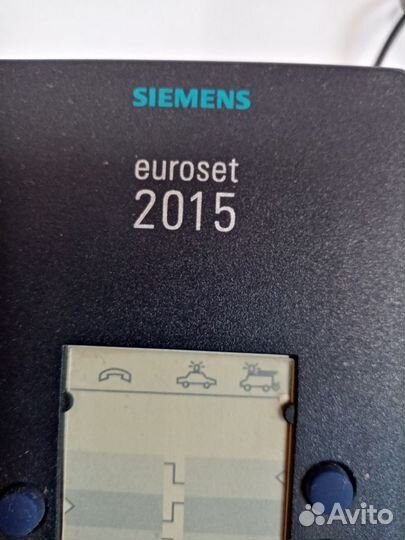 SIEMENS
euroset
2015
Avito